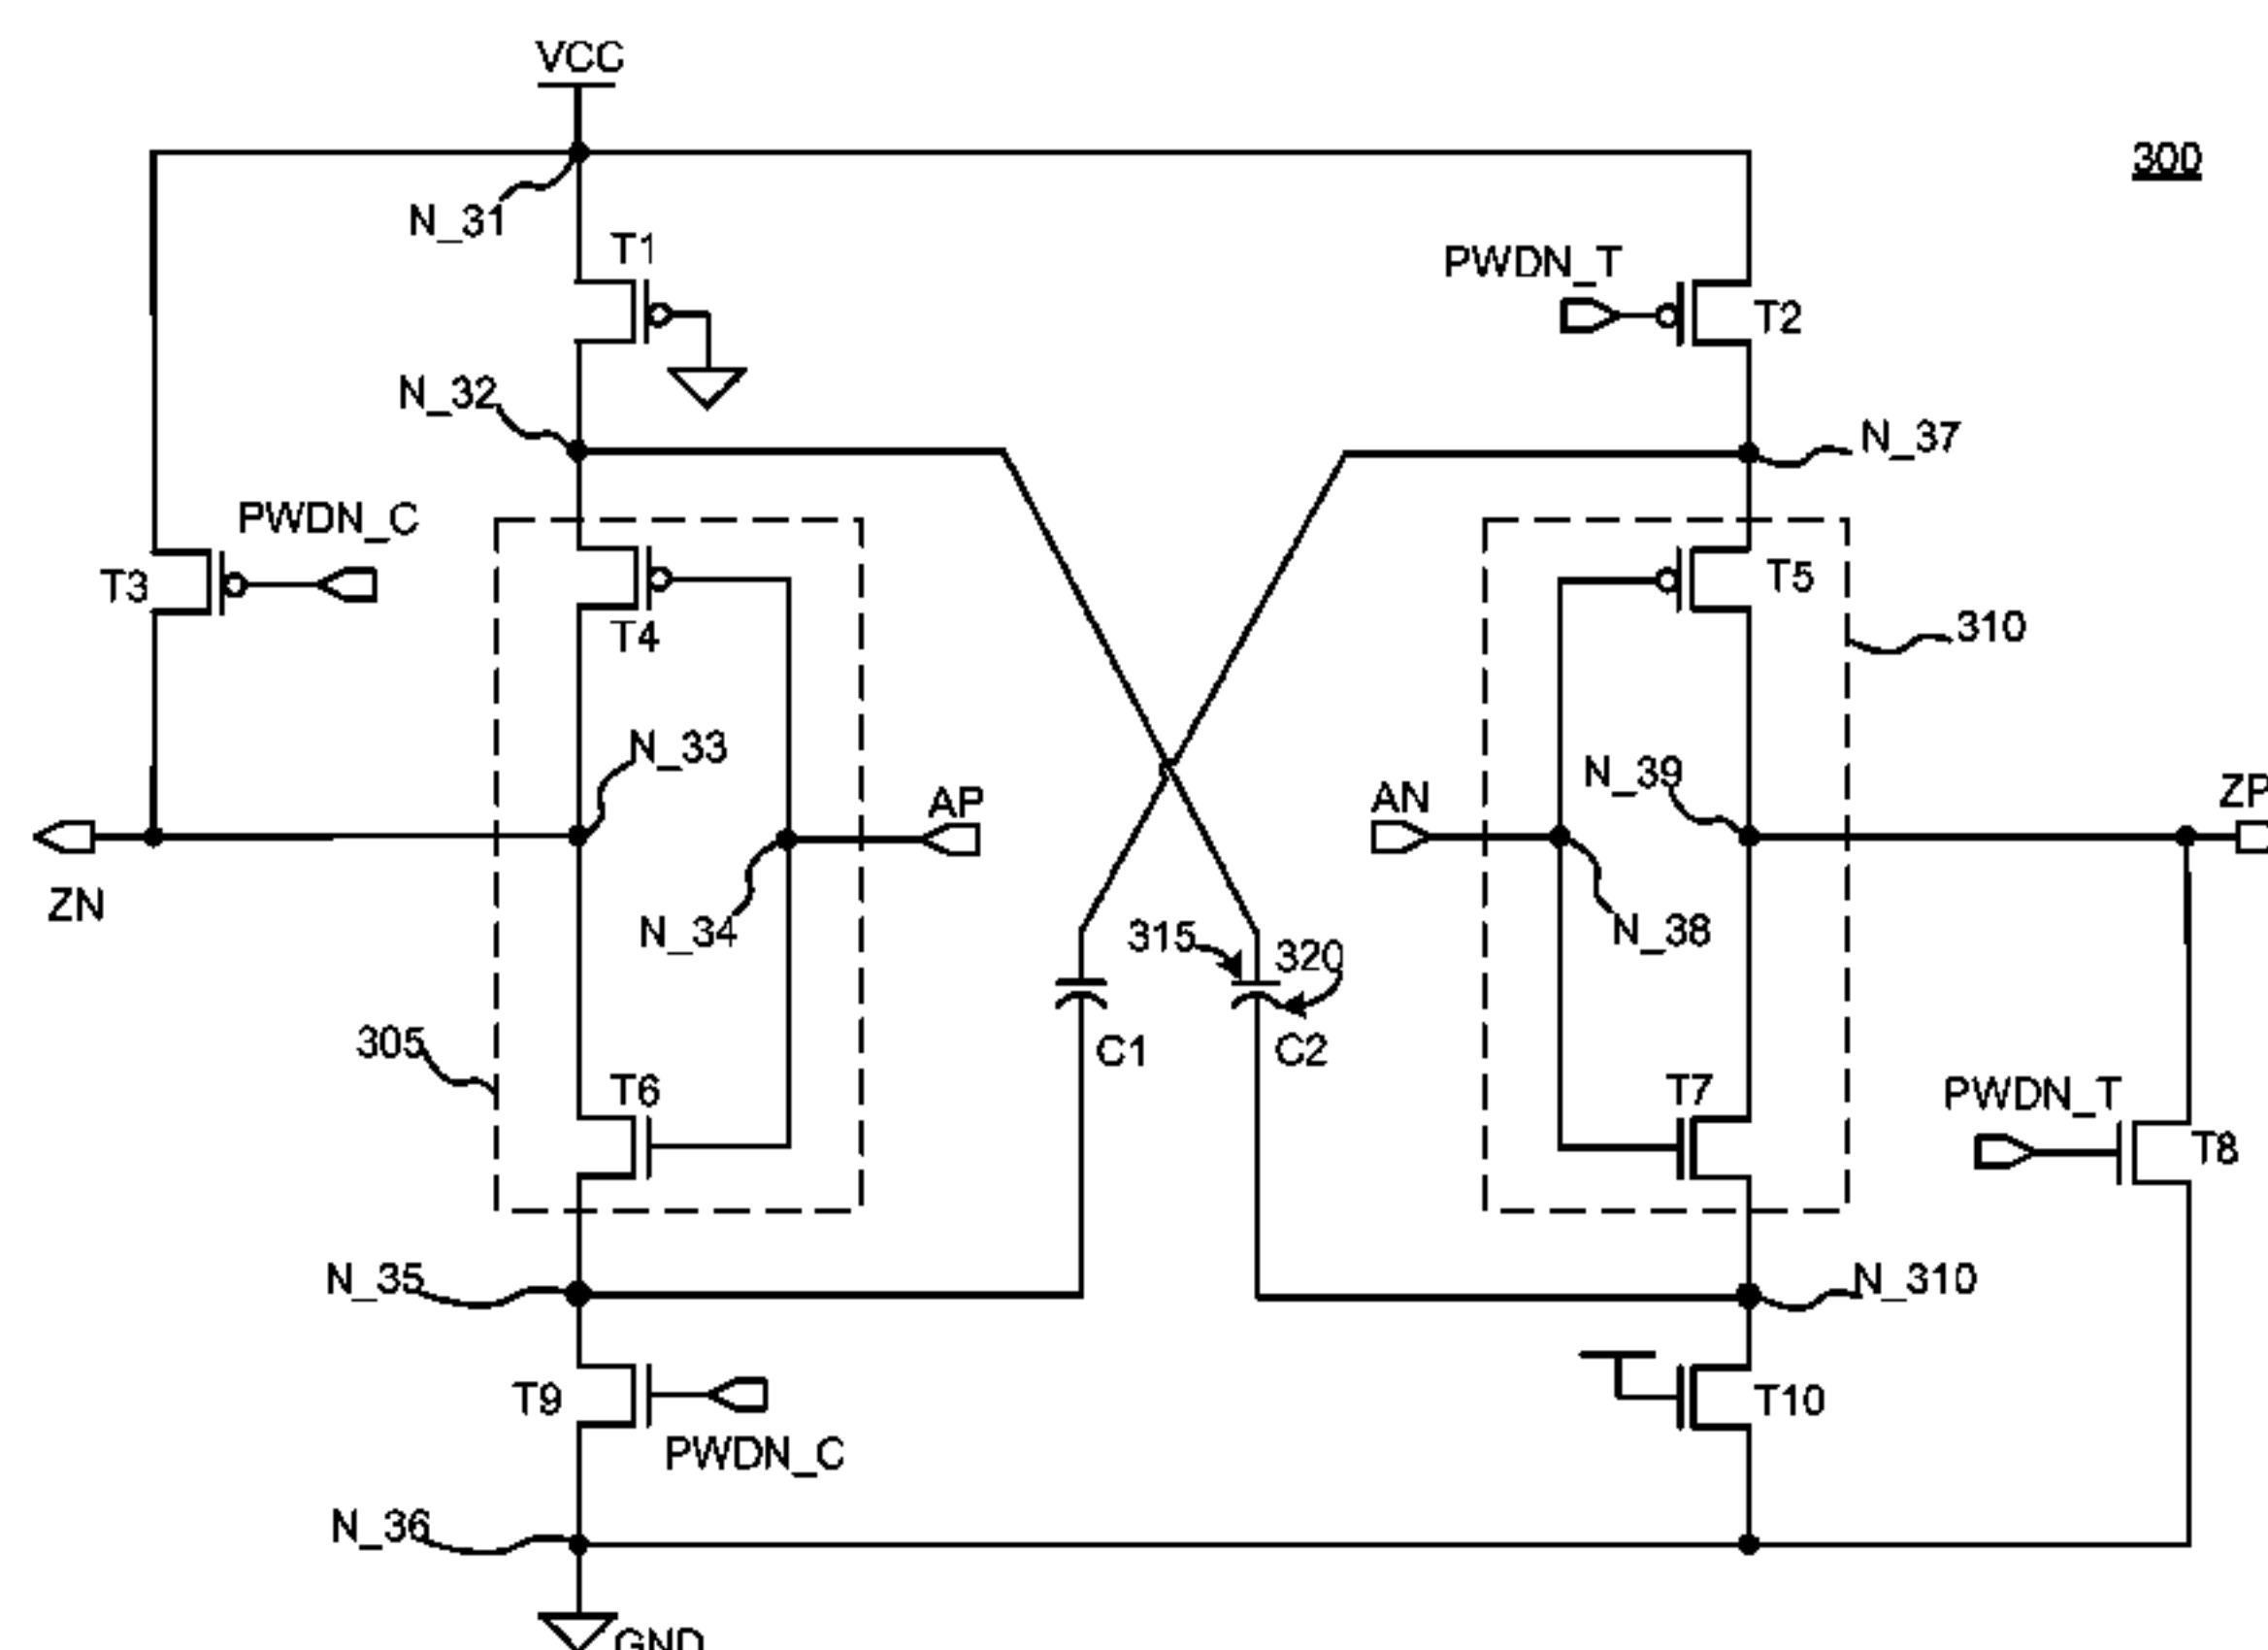 VCC
300
N_31
T1
PWDN_T
T2
N_32
N_37
PWDN_C
T3
T4
T5
310
N_33
N_39
AP
AN
ZP
ZN
N_34
N_38
315
320
305
C1
C2
T6
T7
PWDN_T
T8
N_35
N_310
T9
T10
PWDN_C
N_36
GND